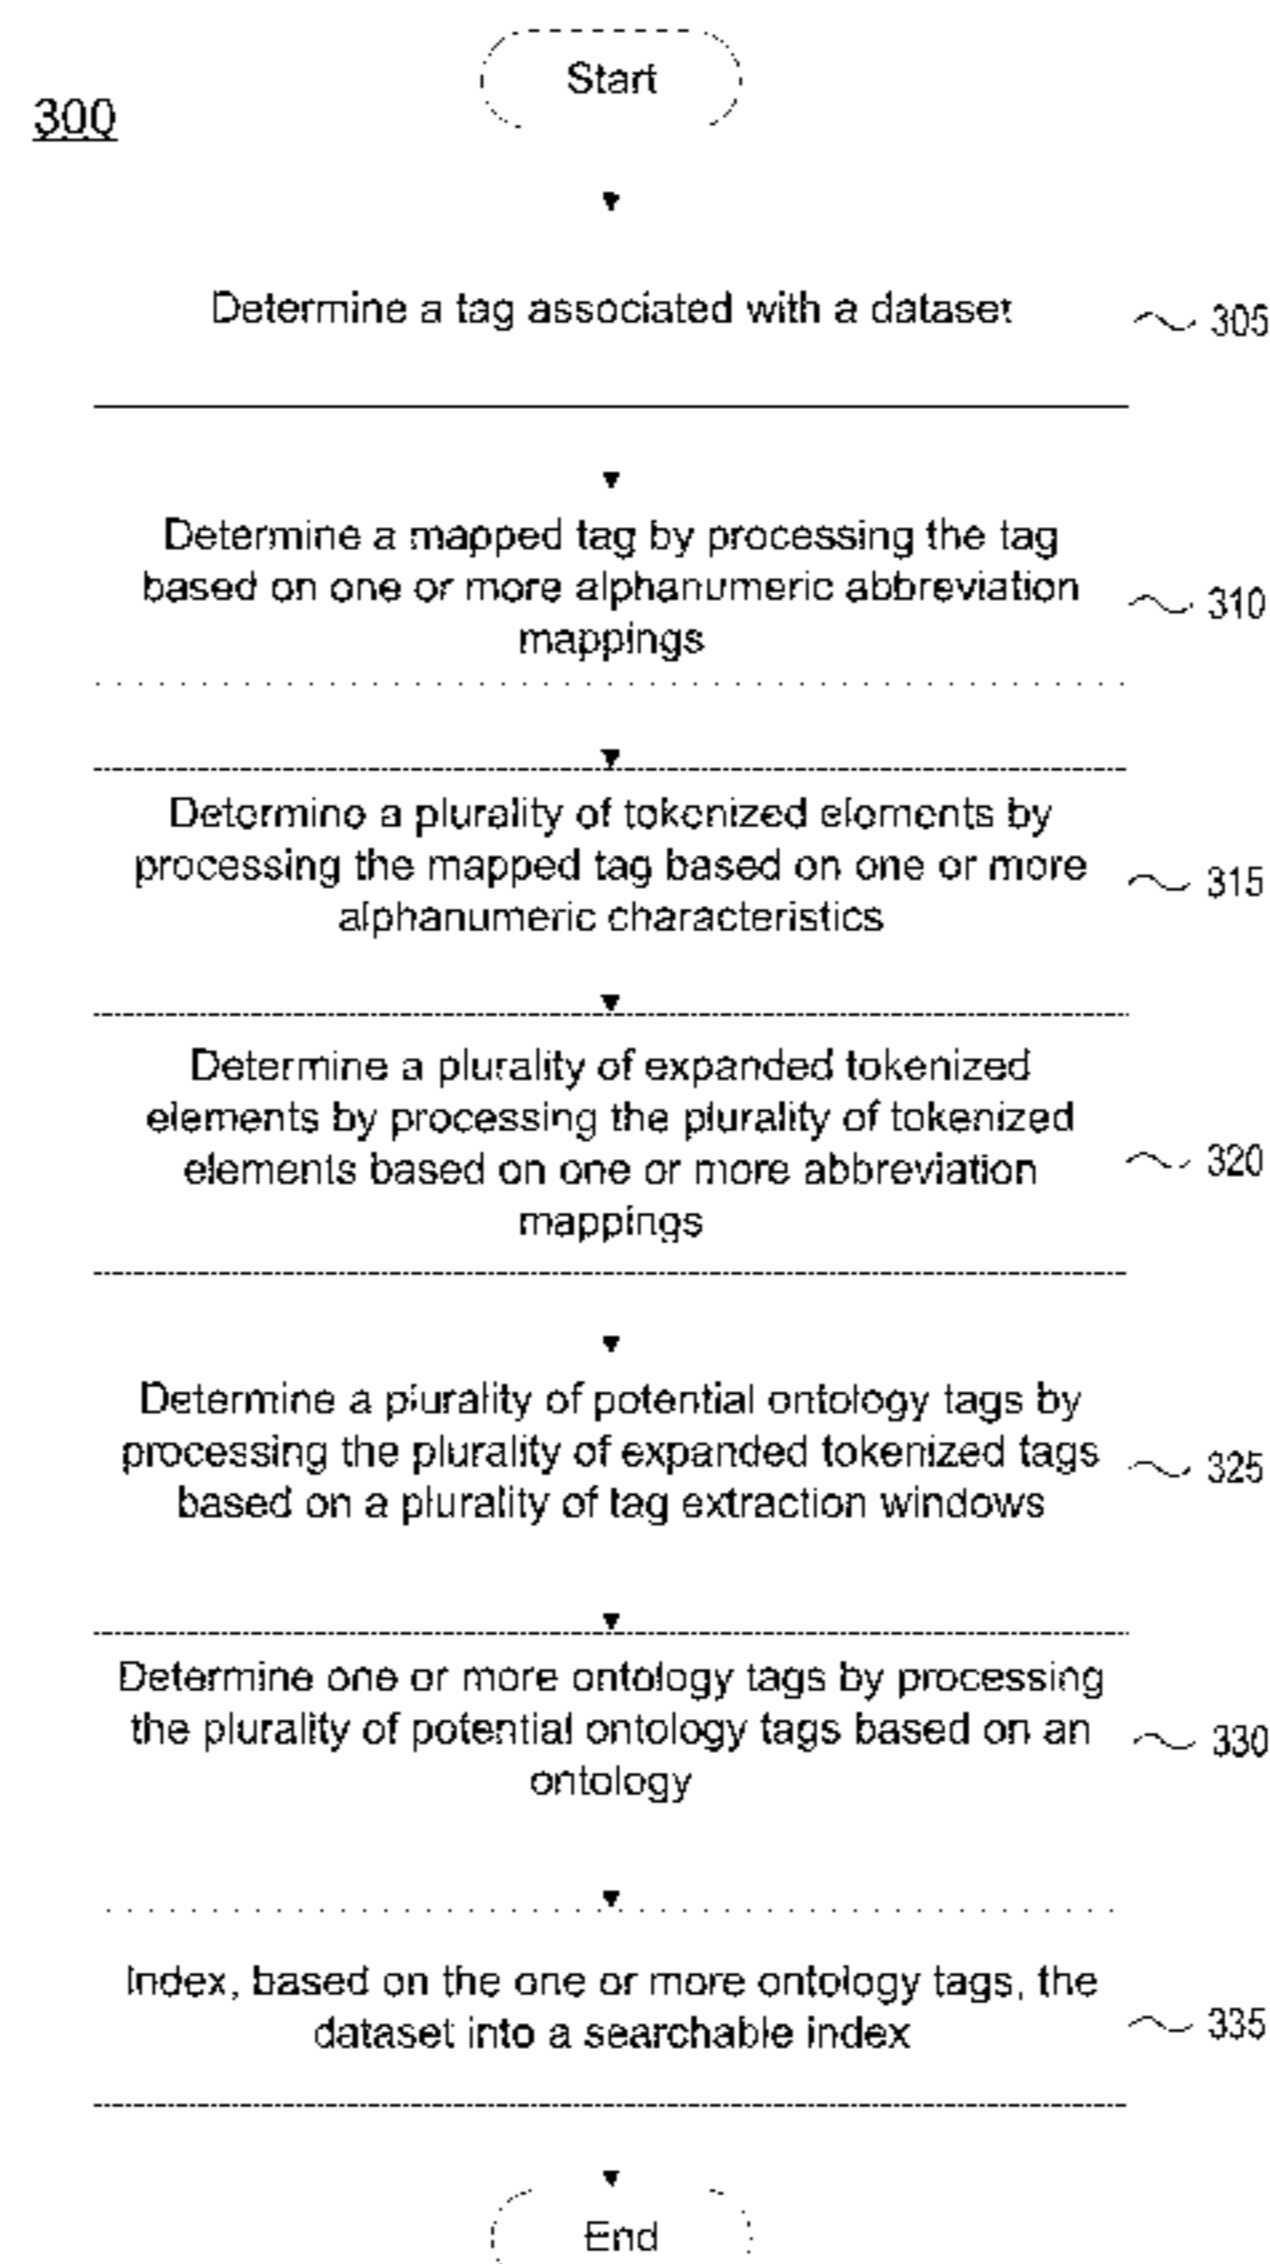 Start
300
Determine a tag associated with a dataset
305
Determine a mapped tag by processing the tag
based on one or more alphanumeric abbreviation
mappings
310
Determine a plurality of tokenized elements by
processing the mapped tag based on one or more
alphanumeric characteristics
315
Determine a plurality of expanded tokenized
elements by processing the plurality of tokenized
elements based on one or more abbreviation
mappings
320
Determine a plurality of potential ontology tags by
processing the plurality of expanded tokenized tags
based on a plurality of tag extraction windows
325
Determine one or more ontology tags by processing
the plurality of potential ontology tags based on an
ontology
330
Index, based on the one or more ontology tags, the
dataset into a searchable index
335
End